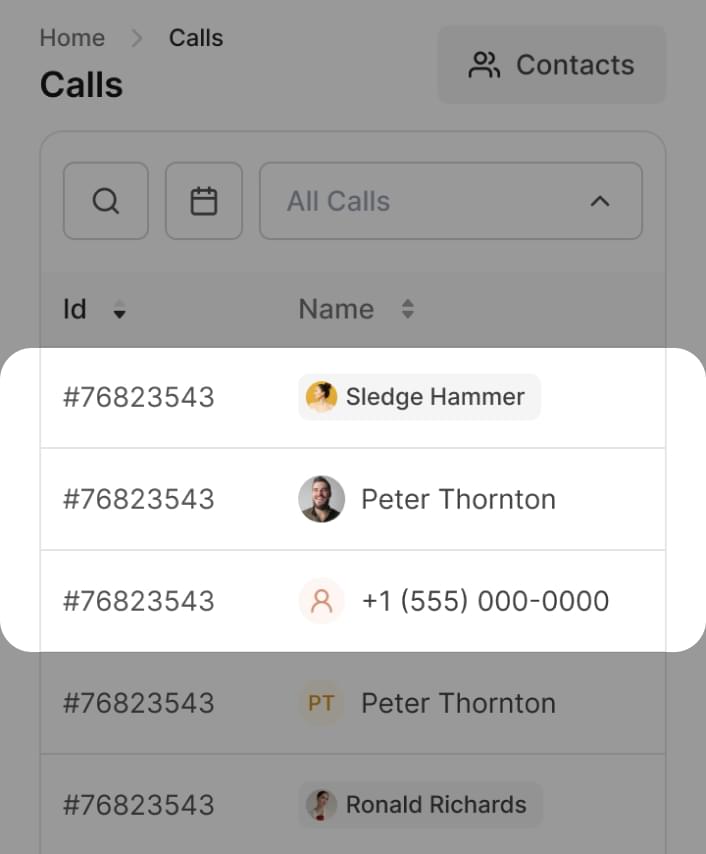 Home > Calls
Calls
Contacts
All Calls
Id Name
#76823543 Sledge Hammer
#76823543 Peter Thornton
#76823543 +1 (555) 000-0000
#76823543 PT Peter Thornton
#76823543 Ronald Richards